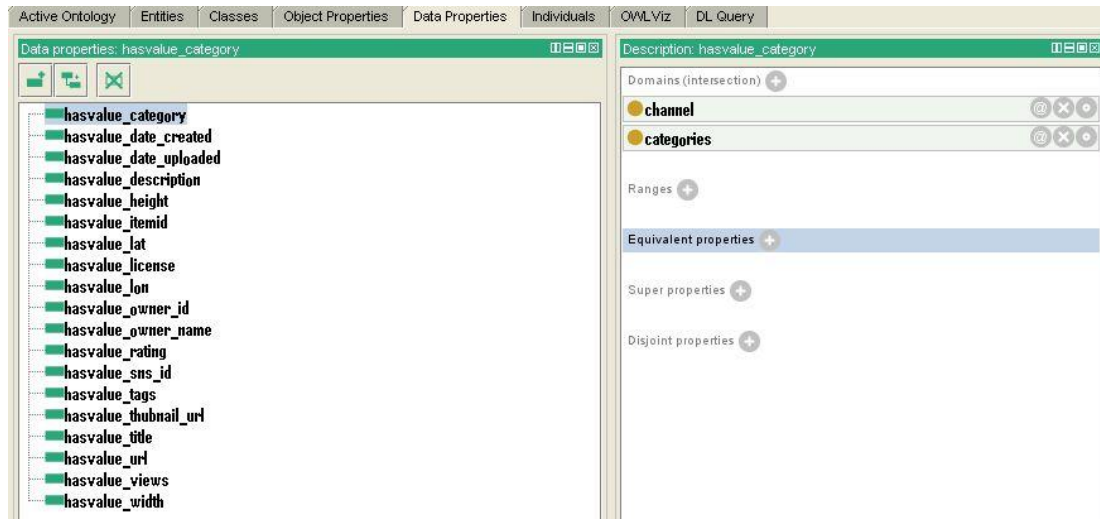 Active Ontology Entities Classes Object Properties Data Properties Individuals OWLViz DL Query
Data properties: hasvalue_category
hasvalue_category
hasvalue_date_created
hasvalue_date_uploaded
hasvalue_description
hasvalue_height
hasvalue_itemid
hasvalue_lat
hasvalue_license
hasvalue_lon
hasvalue_owner_id
hasvalue_owner_name
hasvalue_rating
hasvalue_sns_id
hasvalue_tags
hasvalue_thubnail_url
hasvalue_title
hasvalue_url
hasvalue_views
hasvalue_width
Description: hasvalue_category
Domains (intersection)
channel
categories
Ranges
Equivalent properties
Super properties
Disjoint properties